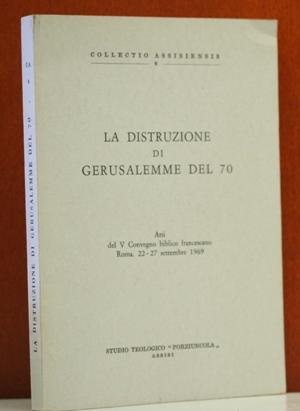 COLLECTIO ASSISIENSIS
8
LA DISTRUZIONE
DI
GERUSALEMME DEL 70
Atti
del V Convegno biblico francescano
Roma. 22-27 settembre 1969
STUDIO TEOLOGICO "PORZIUNCOLA„
ASSISI
LA DISTRUZIONE DI GERUSALEMME DEL 70